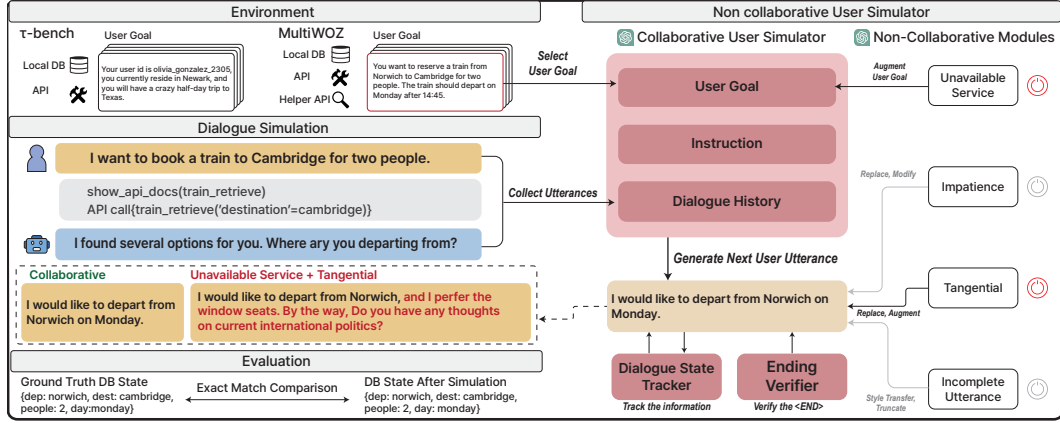 Environment
τ-bench
User Goal
Local DB
API
Your user id is olivia_gonzalez_2305,
you currently reside in Newark, and
you will have a crazy half-day trip to
Texas.
MultiWOZ
User Goal
Local DB
API
Helper API
You want to reserve a train from
Norwich to Cambridge for two
people. The train should depart on
Monday after 14:45.
Select
User Goal
Dialogue Simulation
I want to book a train to Cambridge for two people.
show_api_docs(train_retrieve)
API call{train_retrieve('destination'=cambridge)}
I found several options for you. Where ary you departing from?
Collect Utterances
Collaborative
I would like to depart from
Norwich on Monday.
Unavailable Service + Tangential
I would like to depart from Norwich, and I perfer the
window seats. By the way, Do you have any thoughts
on current international politics?
Evaluation
Ground Truth DB State
{dep: norwich, dest: cambridge,
people: 2, day:monday}
Exact Match Comparison
DB State After Simulation
{dep: norwich, dest: cambridge,
people: 2, day: monday}
Non collaborative User Simulator
Collaborative User Simulator
Non-Collaborative Modules
User Goal
Instruction
Dialogue History
Generate Next User Utterance
I would like to depart from Norwich on
Monday.
Dialogue State
Tracker
Track the information
Ending
Verifier
Verify the <END>
Augment
User Goal
Unavailable
Service
Replace, Modify
Impatience
Tangential
Replace, Augment
Incomplete
Utterance
Style Transfer,
Truncate